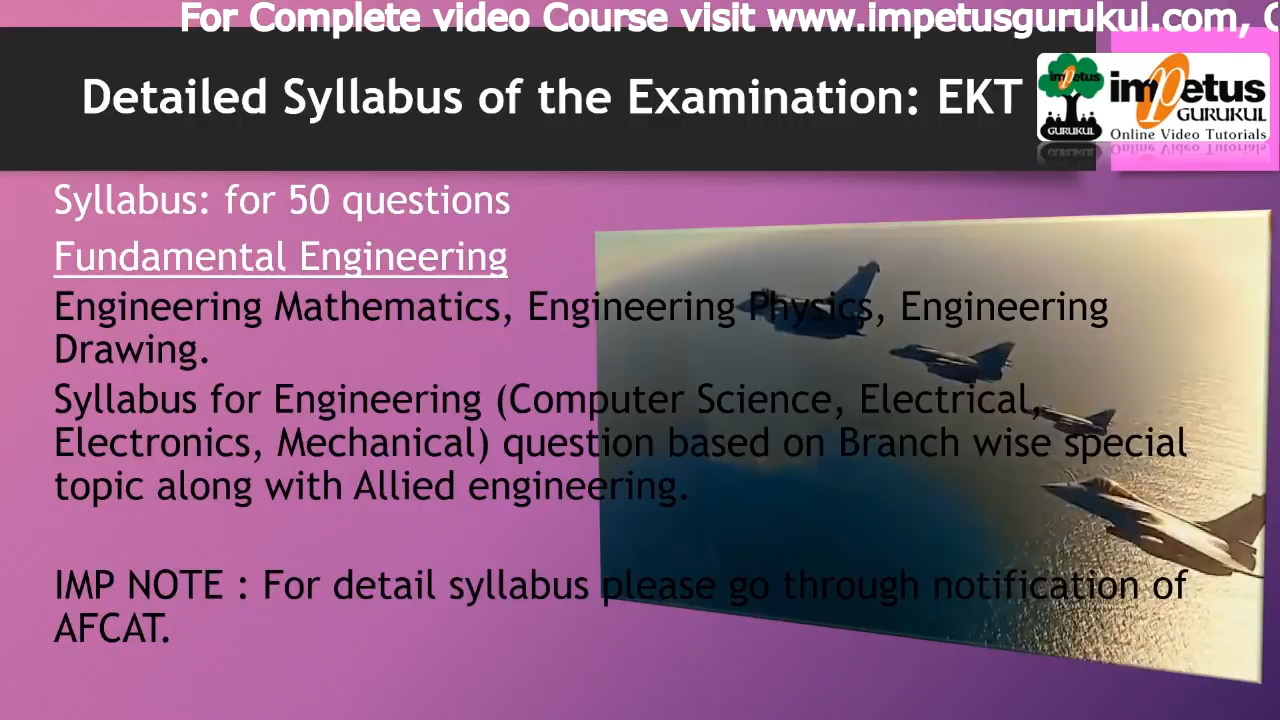 For Complete video Course visit www.impetusgurukul.com,
Detailed Syllabus of the Examination: EKT
impetus
GURUKUL
impetus
GURUKUL
Online Video Tutorials
Syllabus: for 50 questions
Fundamental Engineering
Engineering Mathematics, Engineering Physics, Engineering
Drawing.
Syllabus for Engineering (Computer Science, Electrical,
Electronics, Mechanical) question based on Branch wise special
topic along with Allied engineering.
IMP NOTE : For detail syllabus please go through notification of
AFCAT.